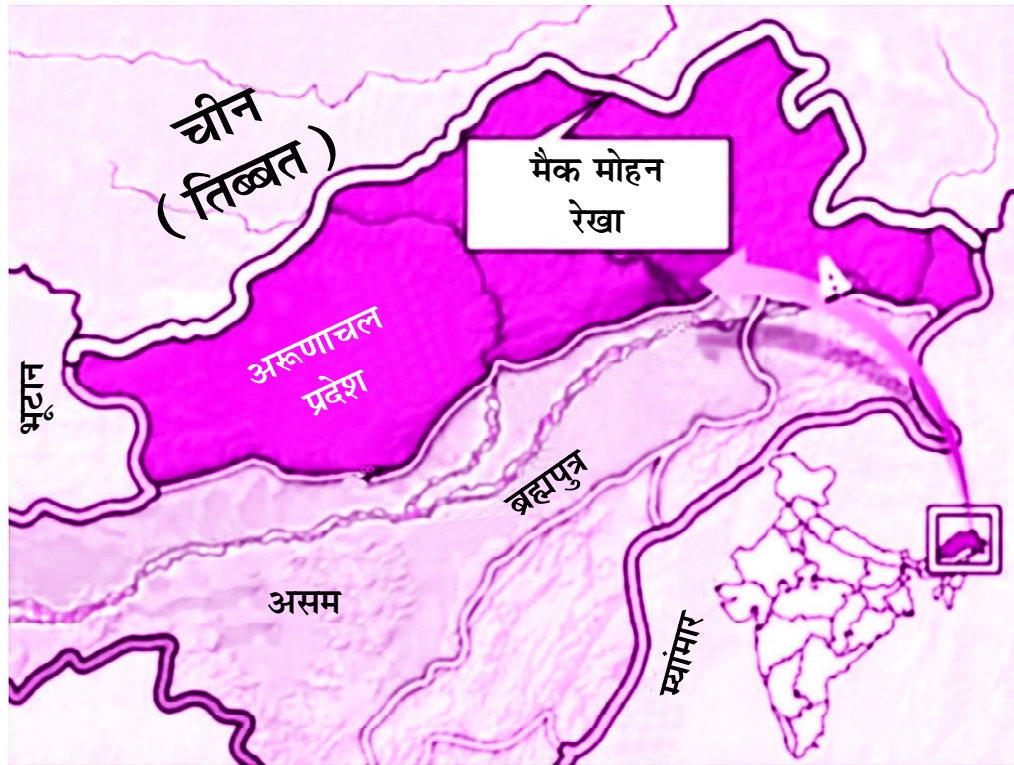 चीन
( तिब्बत )
मैक मोहन
रेखा
अरूणाचल
प्रदेश
भूटान
ब्रह्मपुत्र
असम
म्यांमार